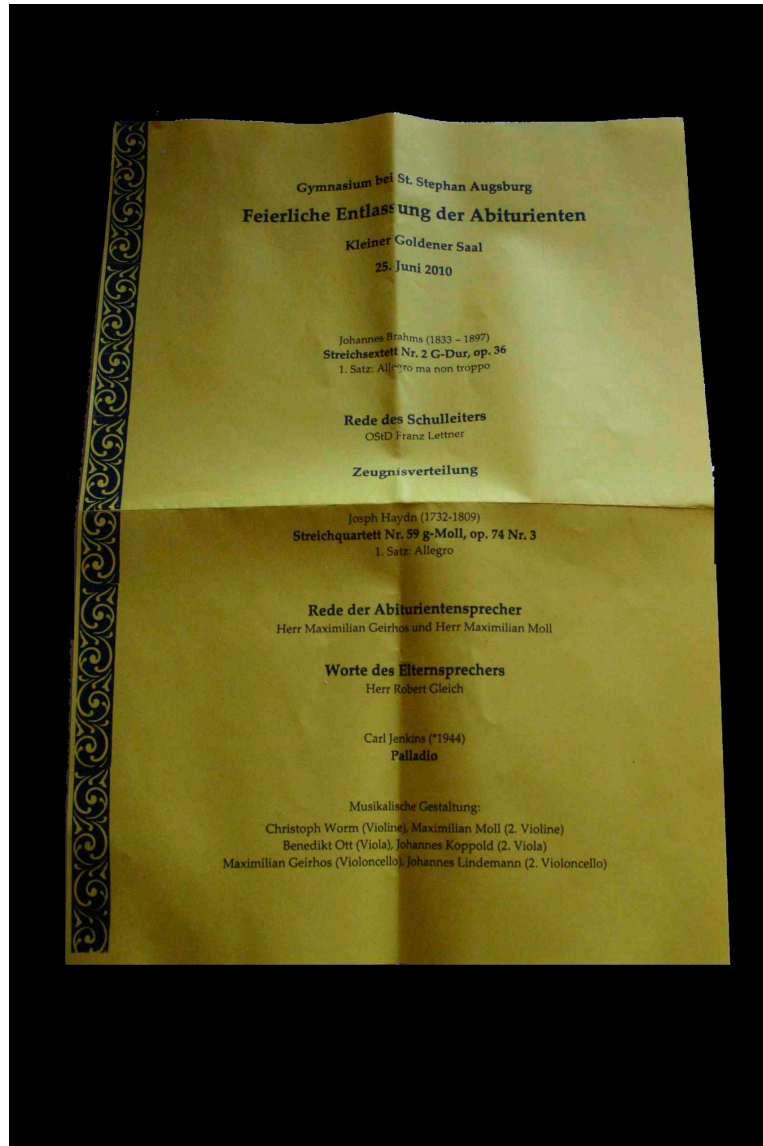 Gymnasium bei St. Stephan Augsburg
Feierliche Entlassung der Abiturienten
Kleiner Goldener Saal
25. Juni 2010
Johannes Brahms (1833 – 1897)
Streichsextett Nr. 2 G-Dur, op. 36
1. Satz: Allegro ma non troppo
Rede des Schulleiters
OStD Franz Lettner
Zeugnisverteilung
Josph Haydn (1732-1809)
Streichquartett Nr. 59 g-Moll, op. 74 Nr. 3
1. Satz: Allegro
Rede der Abiturientensprecher
Herr Maximilian Geirhos und Herr Maximilian Moll
Worte des Elternsprechers
Herr Robert Gleich
Carl Jenkins (*1944)
Palladio
Musikalische Gestaltung:
Christoph Worm (Violine), Maximilian Moll (2. Violine)
Benedikt Ott (Viola), Johannes Koppold (2. Viola)
Maximilian Geirhos (Violoncello), Johannes Lindemann (2. Violoncello)